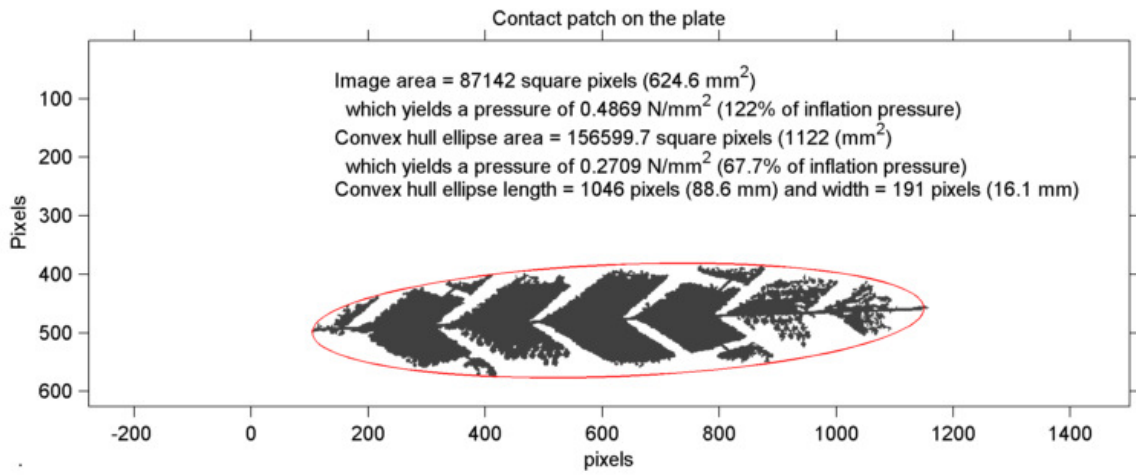 Contact patch on the plate
Image area = 87142 square pixels (624.6 mm²)
which yields a pressure of 0.4869 N/mm² (122% of inflation pressure)
Convex hull ellipse area = 156599.7 square pixels (1122 (mm²)
which yields a pressure of 0.2709 N/mm² (67.7% of inflation pressure)
Convex hull ellipse length = 1046 pixels (88.6 mm) and width = 191 pixels (16.1 mm)
100
200
300
400
500
600
Pixels
-200 0 200 400 600 800 1000 1200 1400
pixels